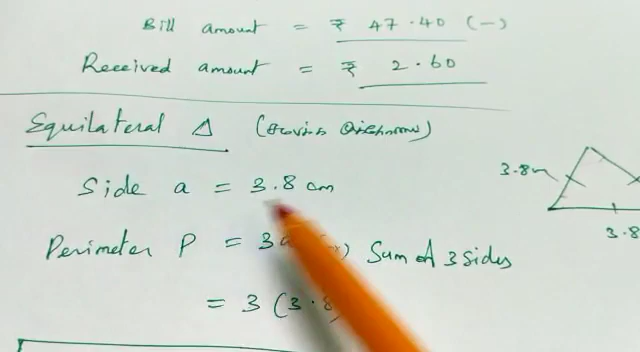 Bill amount = ₹ 47.40 (-)
Received amount = ₹ 2.60
Equilateral Δ
Side a = 3.8 cm
3.8
Perimeter P = 3a Sum of 3 sides
3.8
= 3 (3.8